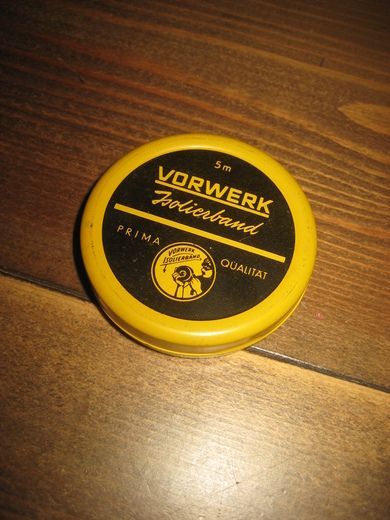 5m
VORWERK
Isolierband
PRIMA QUALITÄT
VORWERK
ISOLIERBAND